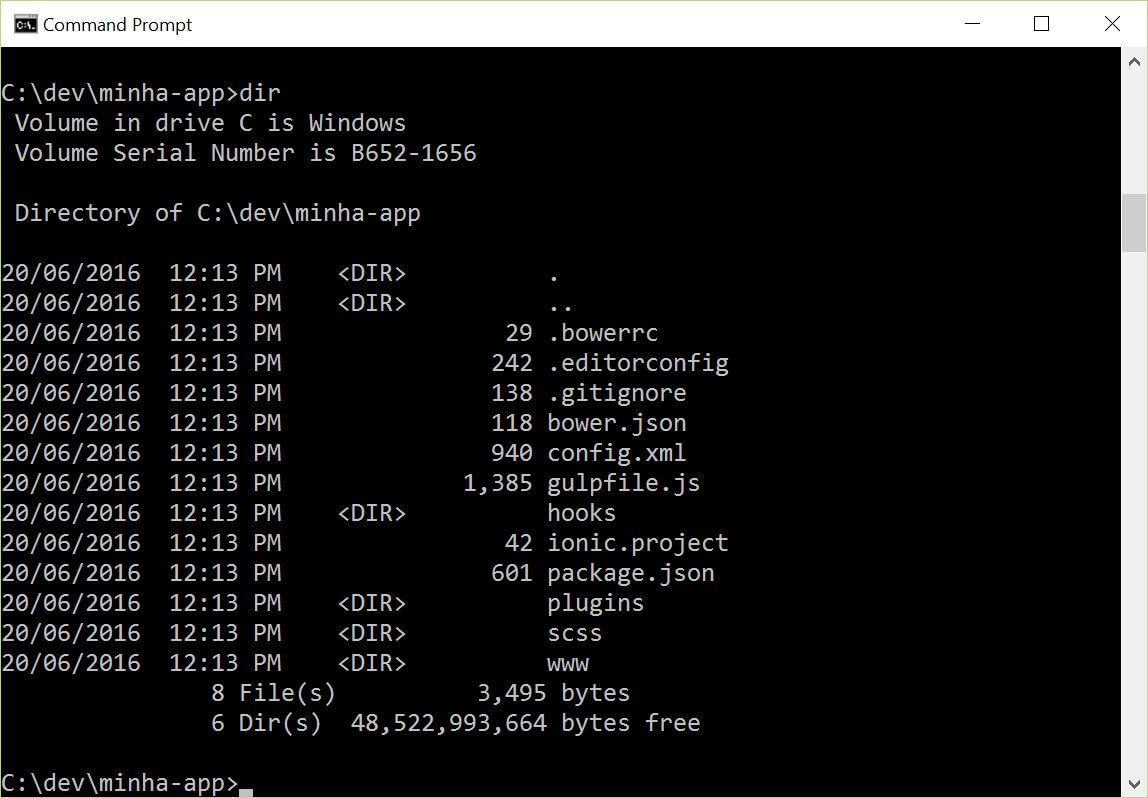 Command Prompt
C:\dev\minha-app>dir
 Volume in drive C is Windows
 Volume Serial Number is B652-1656

 Directory of C:\dev\minha-app

20/06/2016  12:13 PM    <DIR>          .
20/06/2016  12:13 PM    <DIR>          ..
20/06/2016  12:13 PM                29 .bowerrc
20/06/2016  12:13 PM               242 .editorconfig
20/06/2016  12:13 PM               138 .gitignore
20/06/2016  12:13 PM               118 bower.json
20/06/2016  12:13 PM               940 config.xml
20/06/2016  12:13 PM             1,385 gulpfile.js
20/06/2016  12:13 PM    <DIR>          hooks
20/06/2016  12:13 PM                42 ionic.project
20/06/2016  12:13 PM               601 package.json
20/06/2016  12:13 PM    <DIR>          plugins
20/06/2016  12:13 PM    <DIR>          scss
20/06/2016  12:13 PM    <DIR>          www
               8 File(s)          3,495 bytes
               6 Dir(s)  48,522,993,664 bytes free

C:\dev\minha-app>